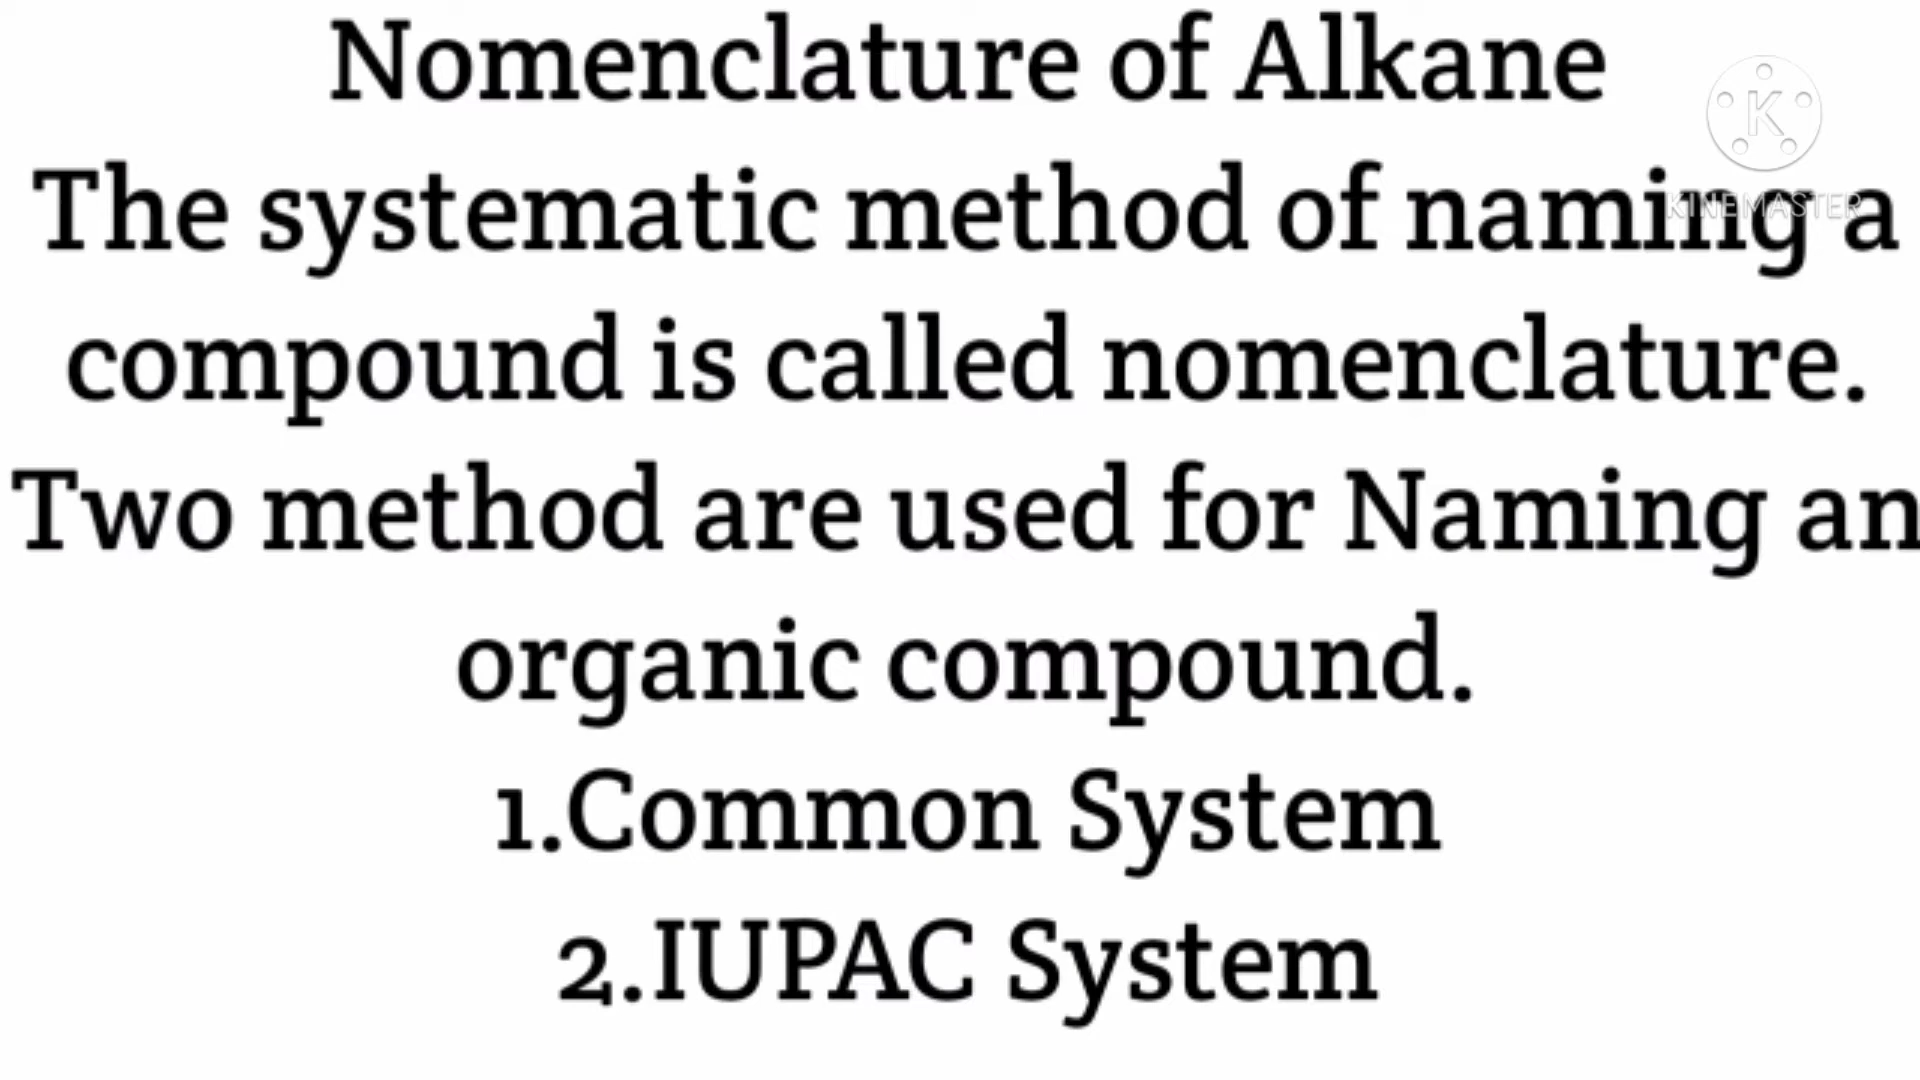 Nomenclature of Alkane
K
KINEMASTER
The systematic method of naming a
compound is called nomenclature.
Two method are used for Naming an
organic compound.
1.Common System
2.IUPAC System